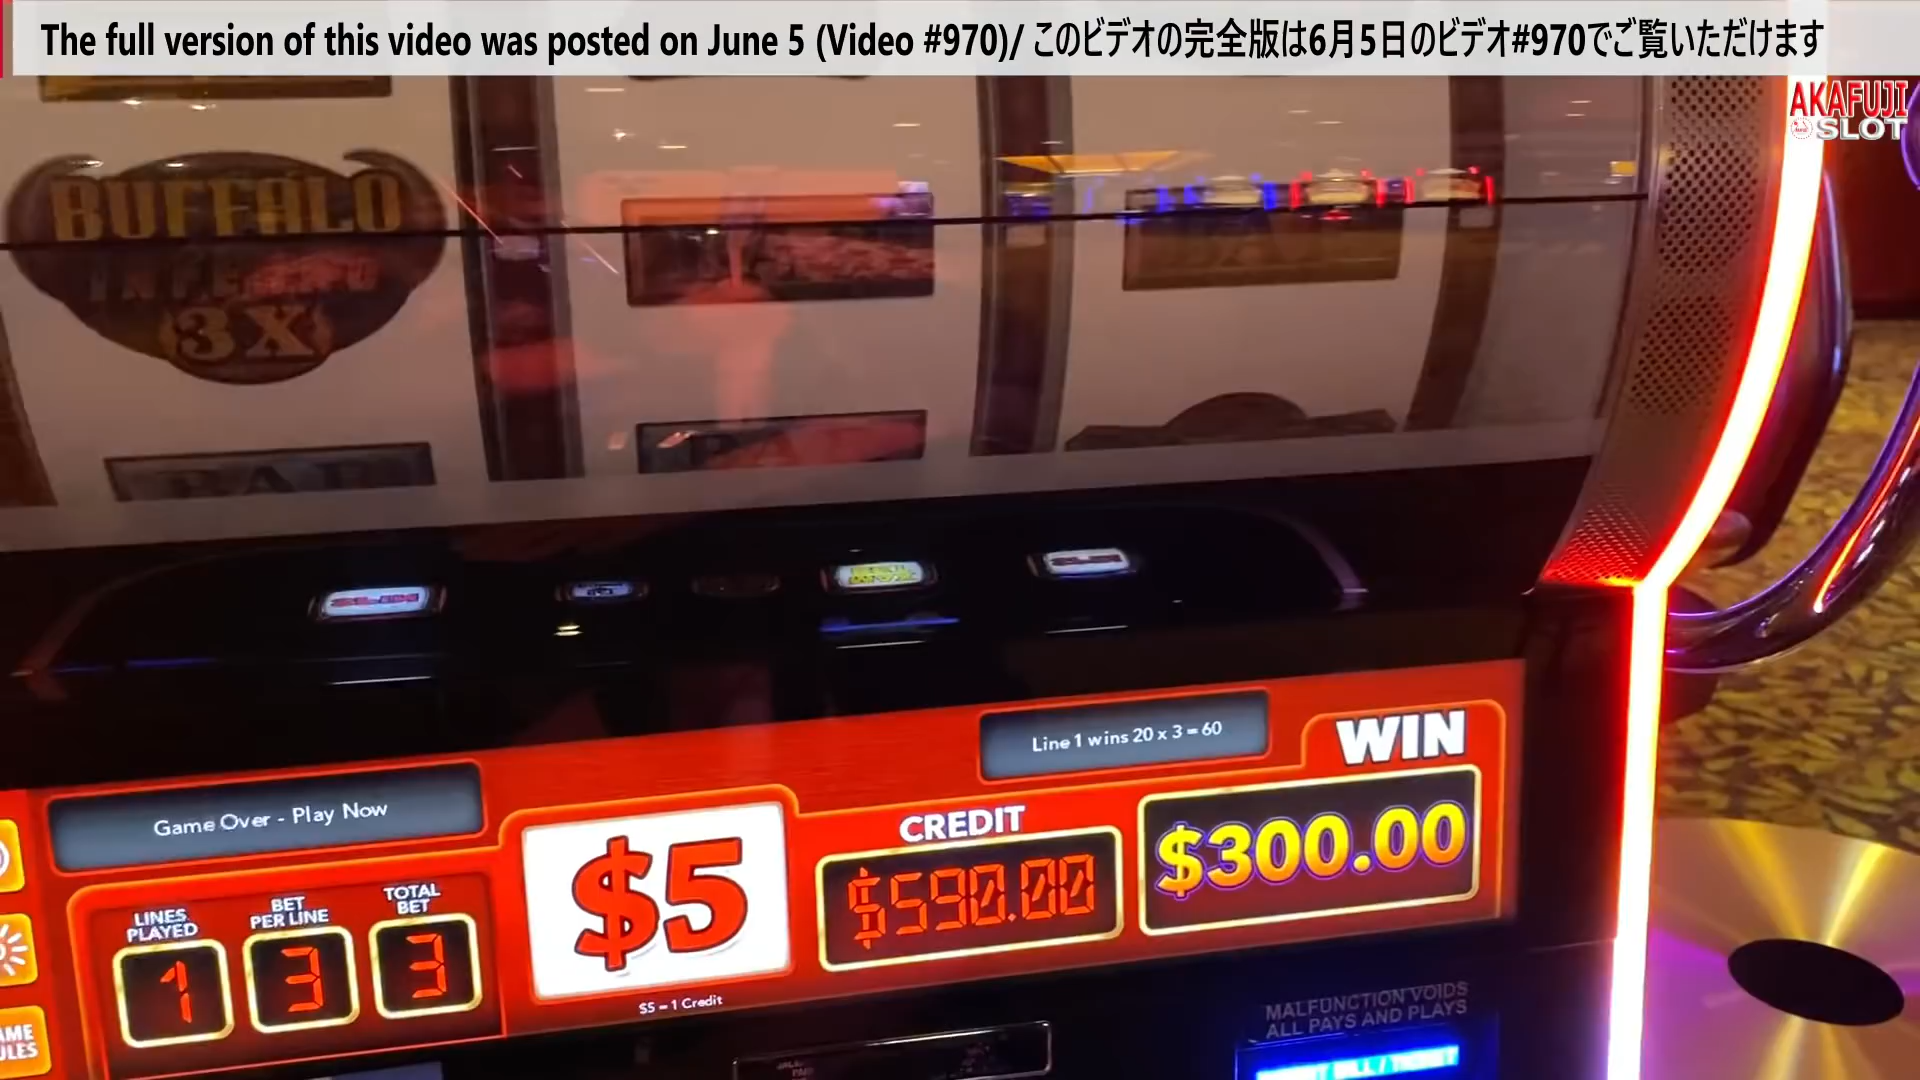 The full version of this video was posted on June 5 (Video #970)/ このビデオの完全版は6月5日のビデオ#970でご覧いただけます
AKAFUJI
SLOT
BUFFALO
INFERNO
3X
BAR
Line 1 wins 20 x 3 = 60
WIN
Game Over - Play Now
$5
CREDIT
$590.00
$300.00
LINES PLAYED
BET PER LINE
TOTAL BET
1
3
3
$5 = 1 Credit
MALFUNCTION VOIDS
ALL PAYS AND PLAYS
BILL / TICKET